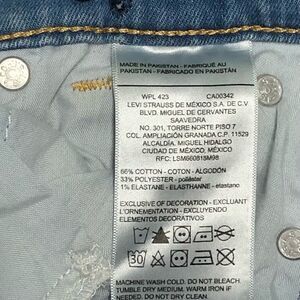 MADE IN PAKISTAN - FABRIQUÉ AU
PAKISTAN - FABRICADO EN PAKISTÁN
WPL 423 CA00342
LEVI STRAUSS DE MÉXICO S.A. DE C.V
BLVD. MIGUEL DE CERVANTES
SAAVEDRA
NO. 301, TORRE NORTE PISO 7
COL. AMPLIACIÓN GRANADA C.P. 11529
ALCALDÍA. MIGUEL HIDALGO
CIUDAD DE MÉXICO, MÉXICO
RFC: LSM660815M98
66% COTTON - COTON - ALGODÓN
33% POLYESTER - poliéster
1% ELASTANE - ELASTHANNE - elastano
EXCLUSIVE OF DECORATION - EXCLUANT
L'ORNEMENTATION - EXCLUYENDO
ELEMENTOS DECORATIVOS
30
MACHINE WASH COLD. DO NOT BLEACH.
TUMBLE DRY MEDIUM. WARM IRON IF
NEEDED. DO NOT DRY CLEAN.